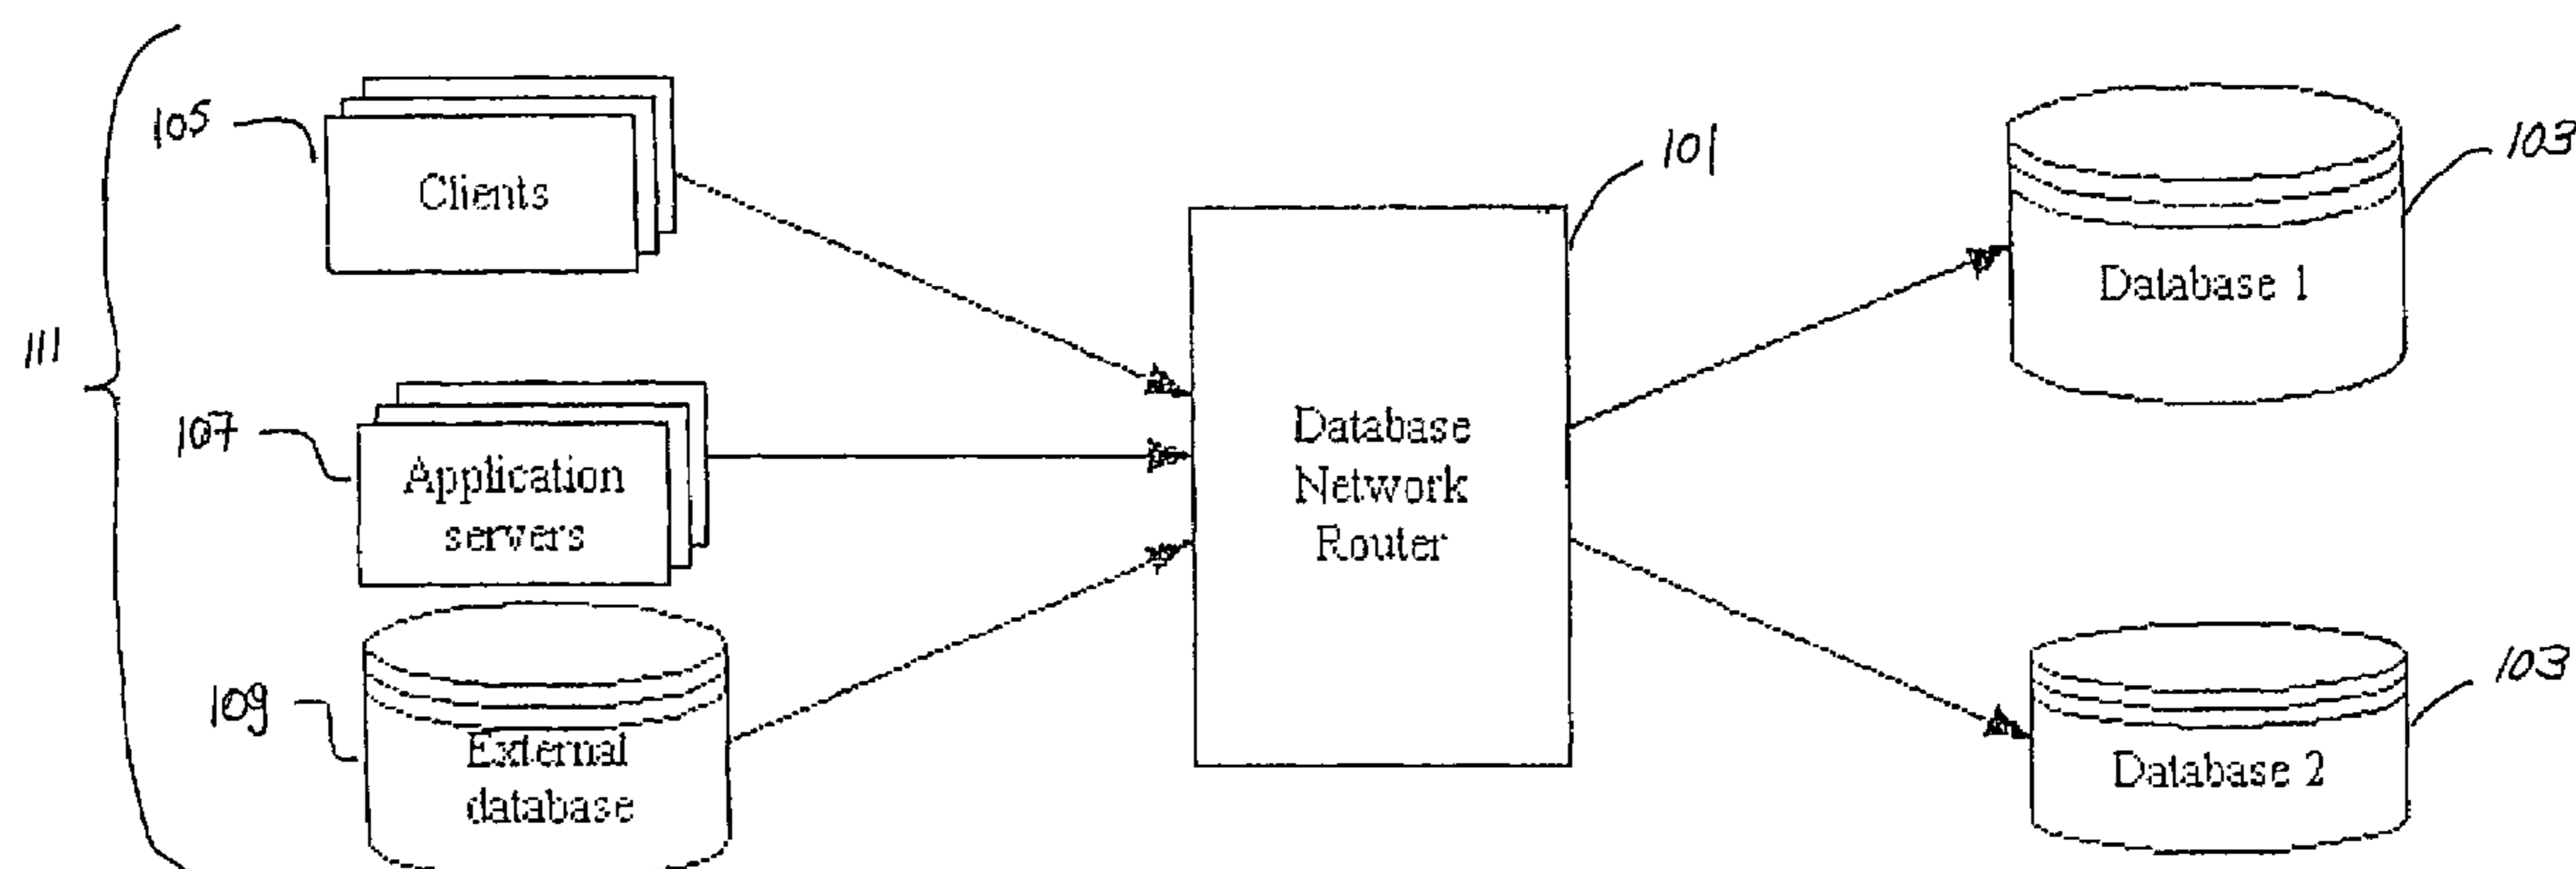 105
Clients
101
103
Database 1
111
107
Application
servers
Database
Network
Router
109
External
database
103
Database 2